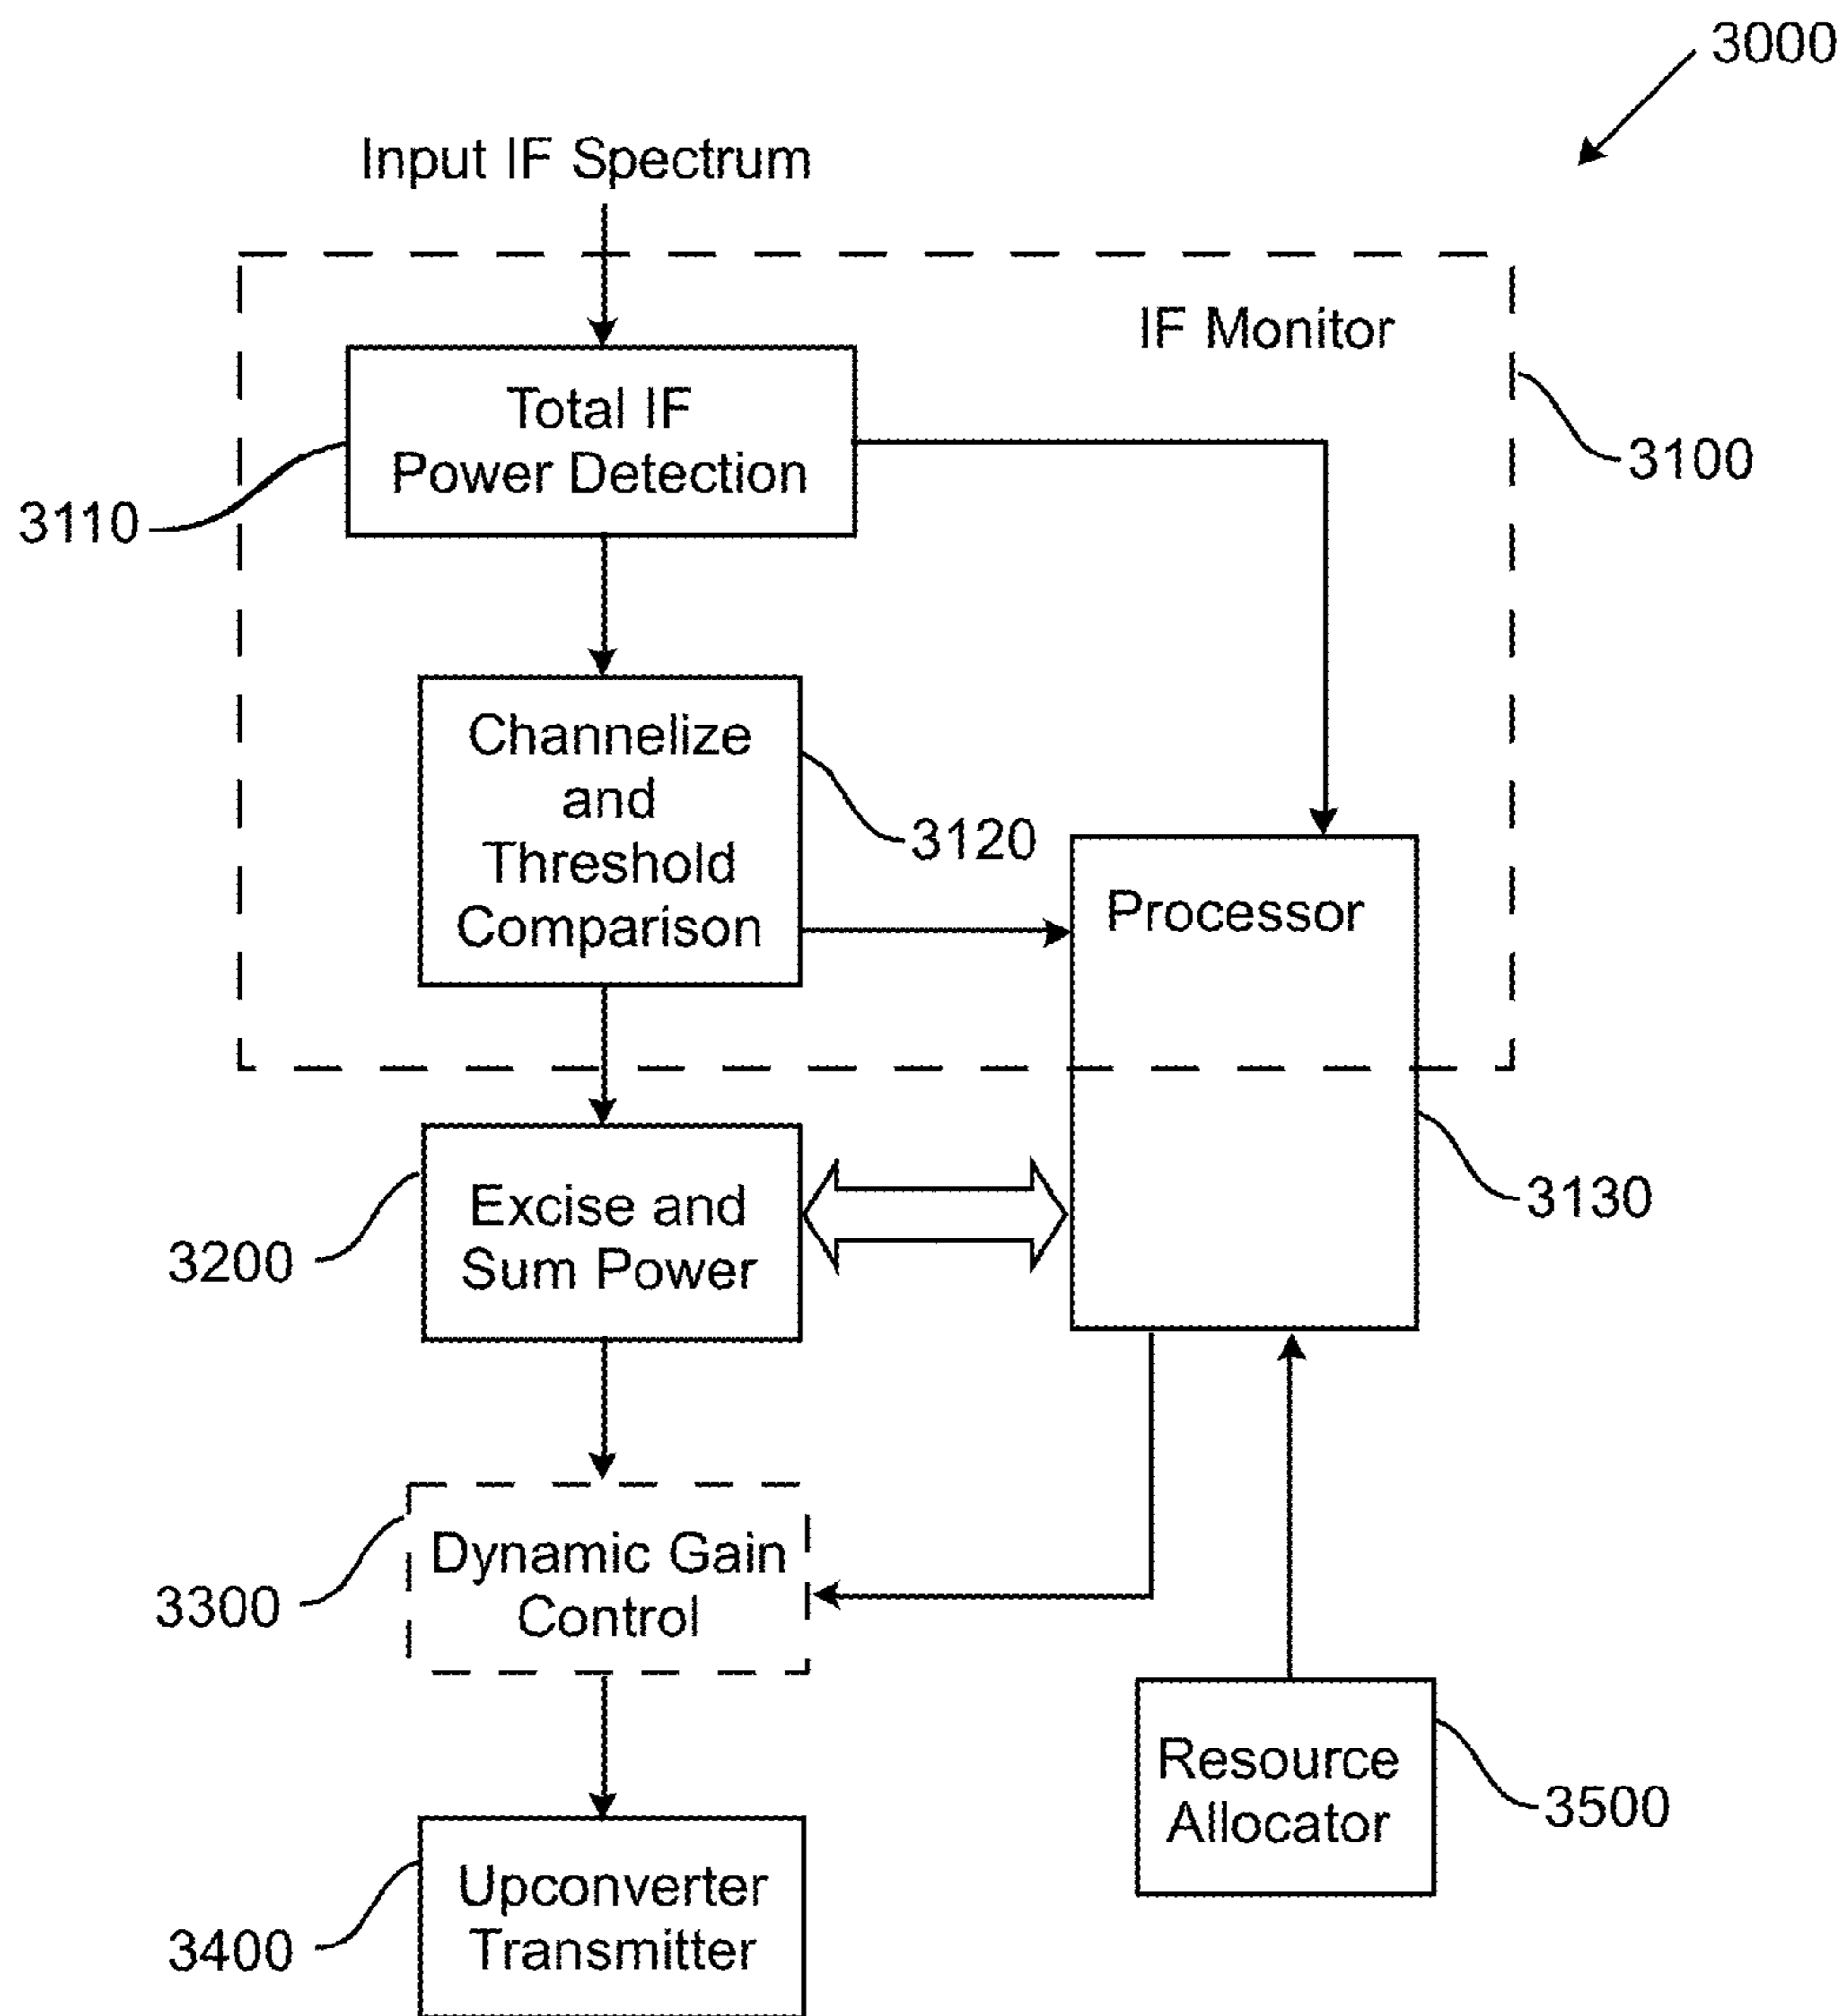 3000
Input IF Spectrum
IF Monitor
Total IF
Power Detection
3100
3110
Channelize
and
Threshold
Comparison
3120
Processor
3130
Excise and
Sum Power
3200
Dynamic Gain
Control
3300
Resource
Allocator
3500
Upconverter
Transmitter
3400